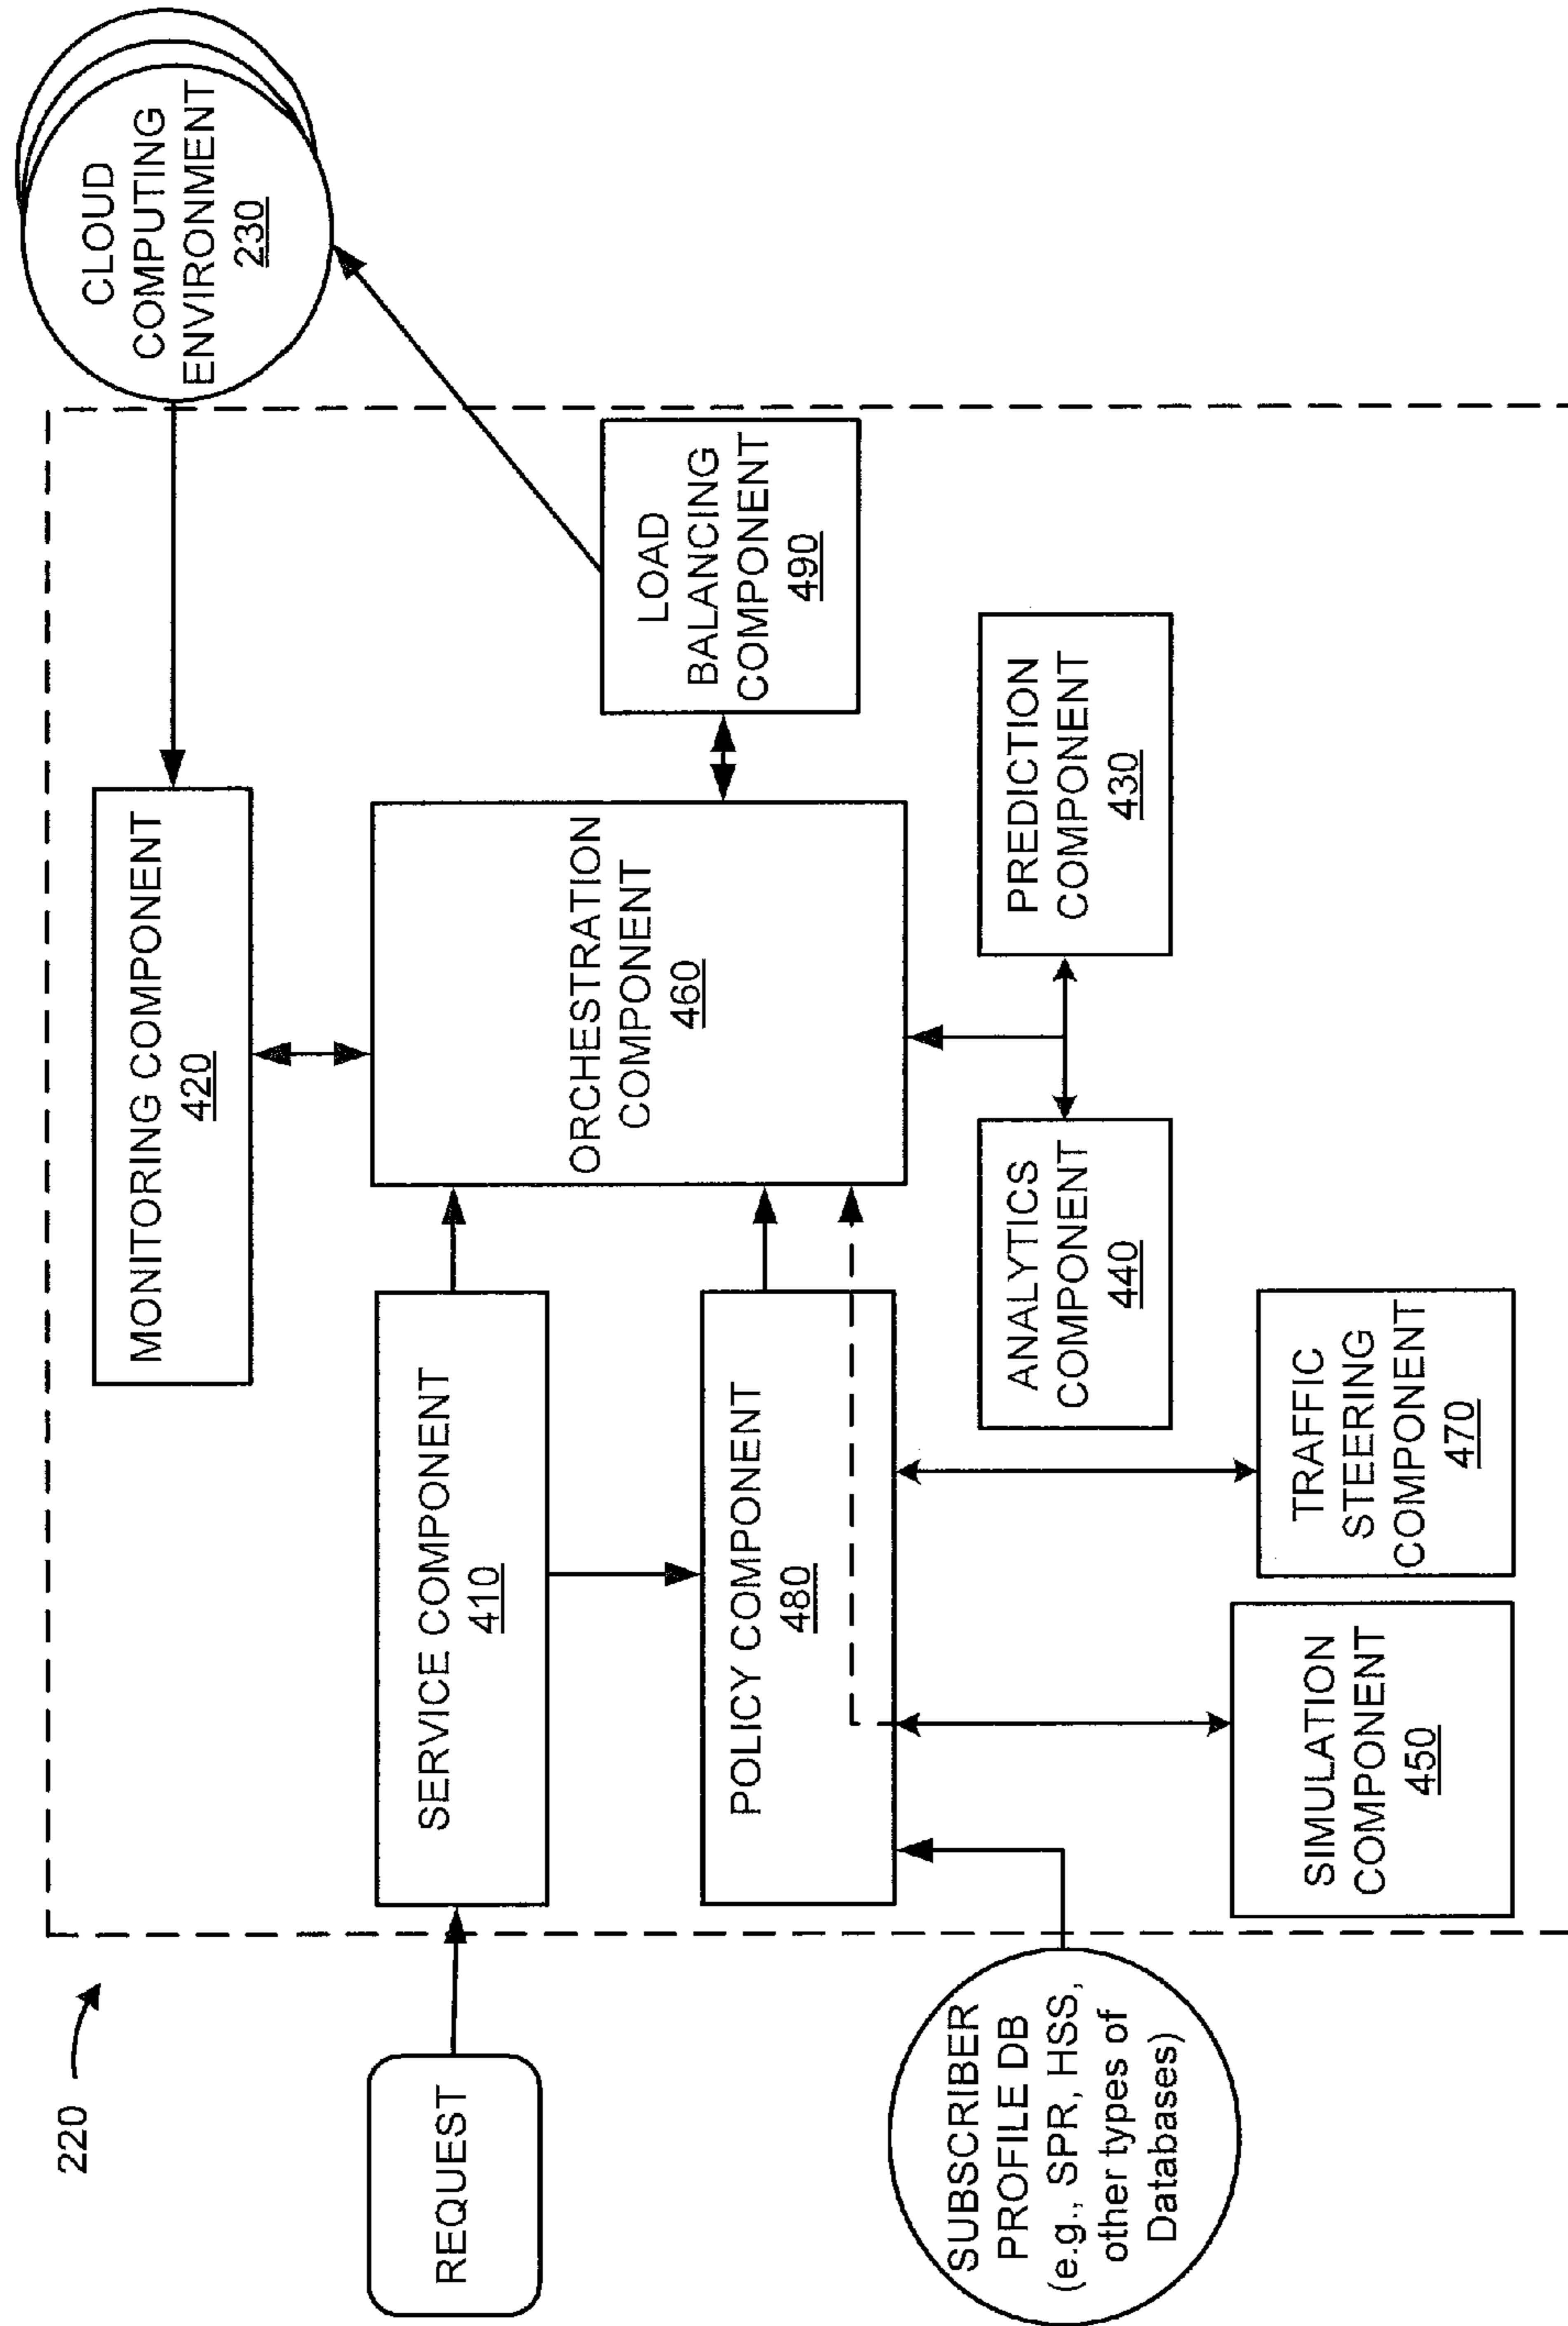 220
REQUEST
SUBSCRIBER
PROFILE DB
(e.g., SPR, HSS,
other types of
Databases)
MONITORING COMPONENT
420
SERVICE COMPONENT
410
POLICY COMPONENT
480
ORCHESTRATION
COMPONENT
460
LOAD
BALANCING
COMPONENT
490
CLOUD
COMPUTING
ENVIRONMENT
230
ANALYTICS
COMPONENT
440
PREDICTION
COMPONENT
430
SIMULATION
COMPONENT
450
TRAFFIC
STEERING
COMPONENT
470